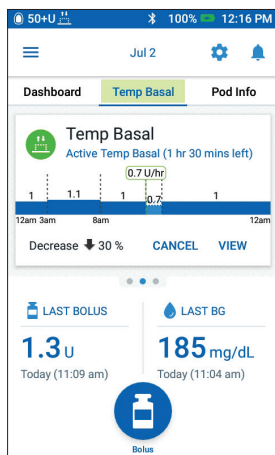 50+U 100% 12:16 PM
Jul 2
Dashboard Temp Basal Pod Info
Temp Basal
Active Temp Basal (1 hr 30 mins left)
0.7 U/hr
1 1.1 1 0.7 1
12am 3am 8am 12am
Decrease 30 % CANCEL VIEW
LAST BOLUS LAST BG
1.3 U 185 mg/dL
Today (11:09 am) Today (11:04 am)
Bolus